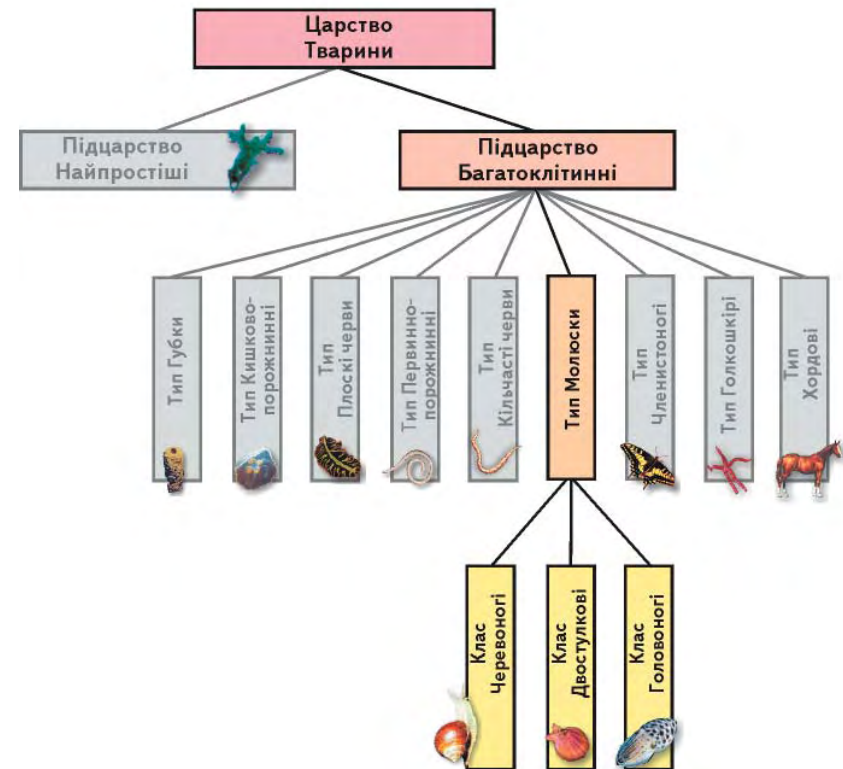 Царство
Тварини
Підцарство
Найпростіші
Підцарство
Багатоклітинні
Тип Губки
Тип Кишково-
порожнинні
Тип
Плоскі черви
Тип Первинно-
порожнинні
Тип
Кільчасті черви
Тип Молюски
Тип
Членистоногі
Тип Голкошкірі
Тип
Хордові
Клас
Черевоногі
Клас
Двостулкові
Клас
Головоногі